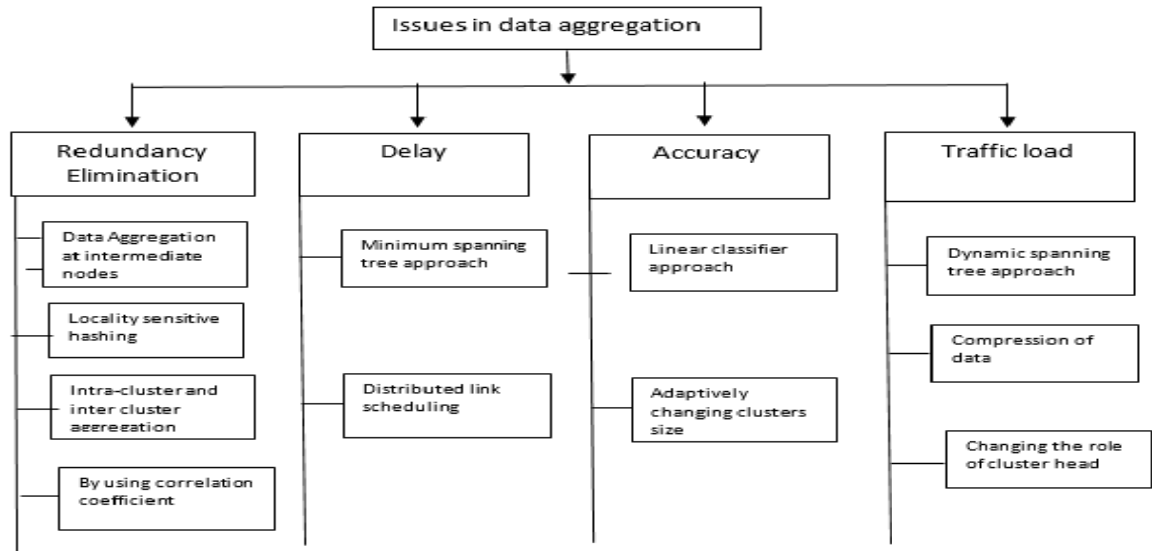 Issues in data aggregation
Redundancy
Elimination
Data Aggregation
at intermediate
nodes
Locality sensitive
hashing
Intra-cluster and
inter cluster
aggregation
By using correlation
coefficient
Delay
Minimum spanning
tree approach
Distributed link
scheduling
Accuracy
Linear classifier
approach
Adaptively
changing clusters
size
Traffic load
Dynamic spanning
tree approach
Compression of
data
Changing the role
of cluster head